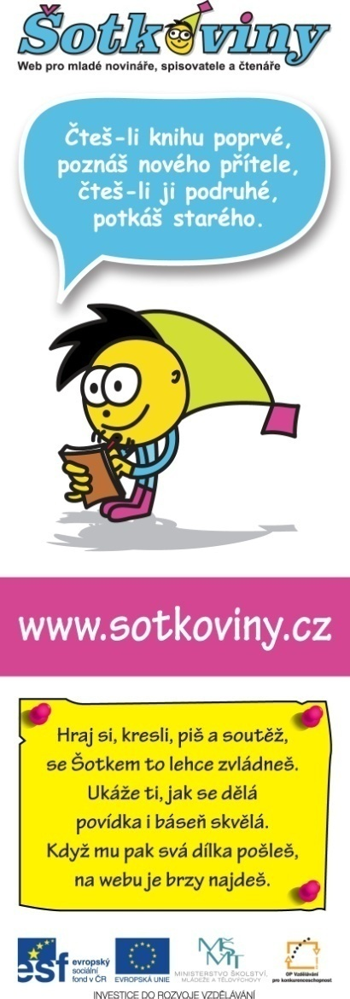 Šotkoviny
Web pro mladé novináře, spisovatele a čtenáře
Čteš-li knihu poprvé,
poznáš nového přítele,
čteš-li ji podruhé,
potkáš starého.
www.sotkoviny.cz
Hraj si, kresli, piš a soutěž,
se Šotkem to lehce zvládneš.
Ukáže ti, jak se dělá
povídka i báseň skvělá.
Když mu pak svá dílka pošleš,
na webu je brzy najdeš.
esf evropský
sociální
fond v ČR
EVROPSKÁ UNIE
MŠMT
MINISTERSTVO ŠKOLSTVÍ,
MLÁDEŽE A TĚLOVÝCHOVY
OP Vzdělávání
pro konkurenceschopnost
INVESTICE DO ROZVOJE VZDĚLÁVÁNÍ